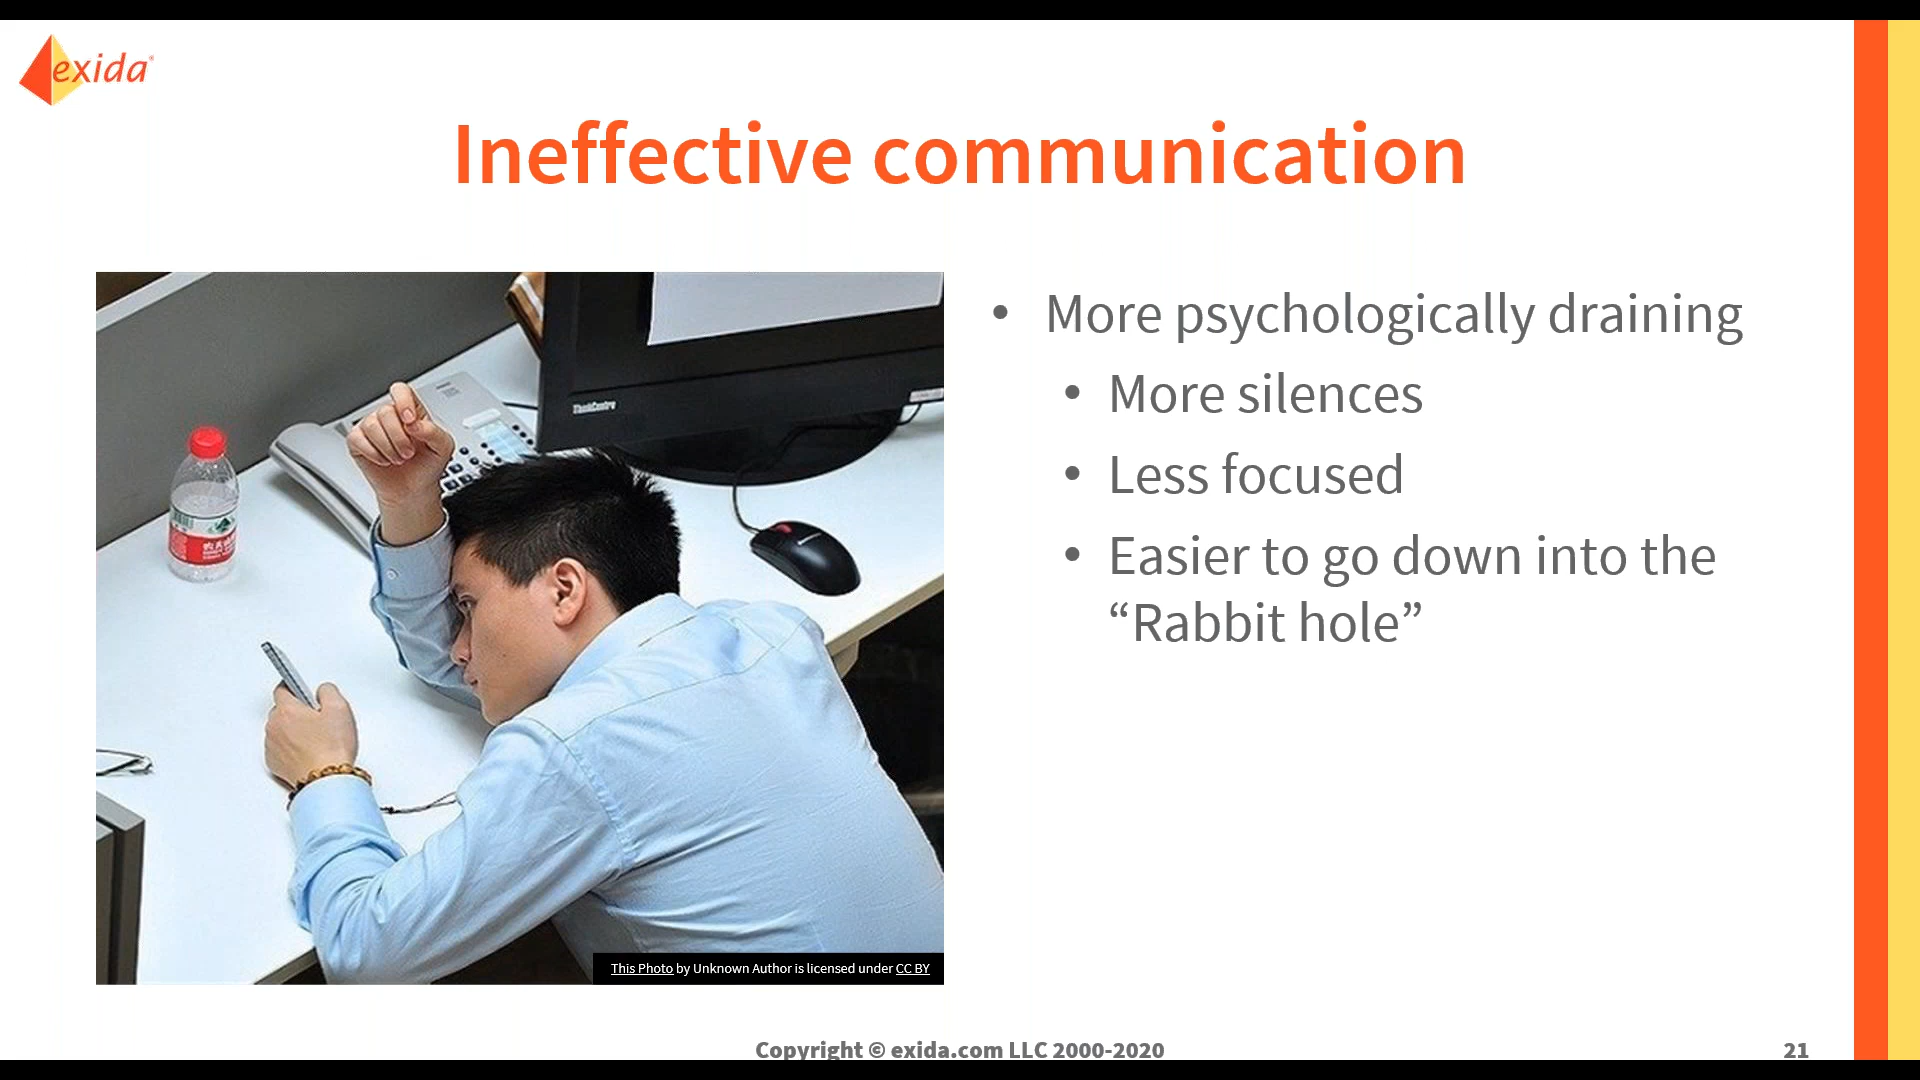 exida
Ineffective communication
• More psychologically draining
• More silences
• Less focused
• Easier to go down into the
“Rabbit hole”
ThinkCentre
This Photo by Unknown Author is licensed under CC BY
Copyright © exida.com LLC 2000-2020
21